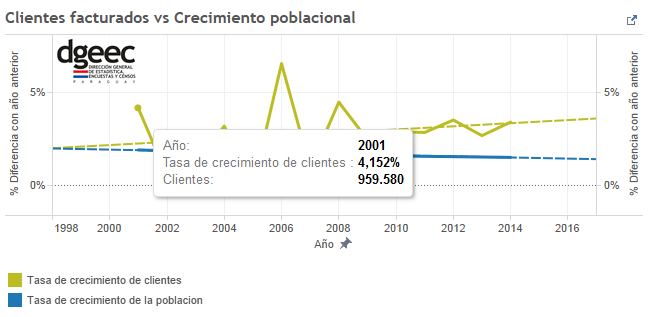 Clientes facturados vs Crecimiento poblacional
dgeec
DIRECCIÓN GENERAL
DE ESTADÍSTICA,
ENCUESTAS Y CENSOS
PARAGUAY
% Diferencia con año anterior
5%
0%
5%
0%
% Diferencia con año anterior
Año: 2001
Tasa de crecimiento de clientes : 4,152%
Clientes: 959.580
1998 2000 2002 2004 2006 2008 2010 2012 2014 2016
Año
Tasa de crecimiento de clientes
Tasa de crecimiento de la poblacion